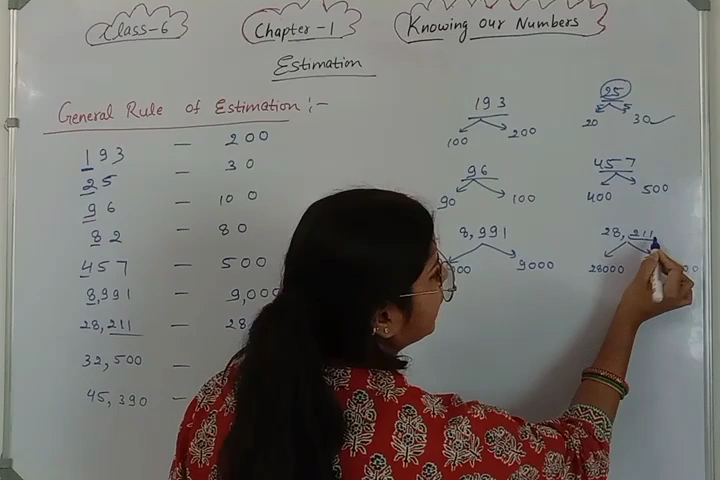 Class-6
Chapter-1
Knowing Our Numbers
Estimation
General Rule of Estimation :-
193 — 200
25 — 30
96 — 100
82 — 80
457 — 500
8,991 — 9,000
28,211 — 28,
32,500 —
45,390 —
193
100 200
25
20 30
96
90 100
457
400 500
8,991
00 9000
28,211
28000 00